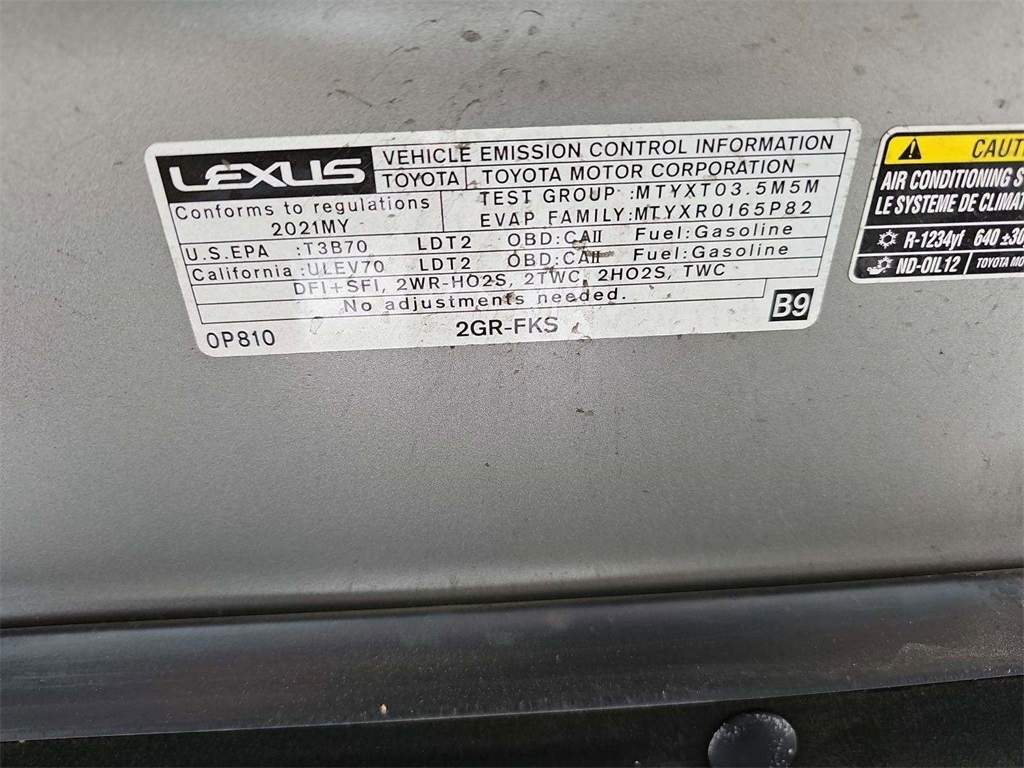 LEXUS
VEHICLE EMISSION CONTROL INFORMATION
TOYOTA
TOYOTA MOTOR CORPORATION
Conforms to regulations
2021MY
TEST GROUP :MTYXT03.5M5M
EVAP FAMILY:MTYXR0165P82
U.S.EPA :T3B70 LDT2 OBD:CAII Fuel:Gasoline
California :ULEV70 LDT2 OBD:CAII Fuel:Gasoline
DFI+SFI, 2WR-HO2S, 2TWC, 2HO2S, TWC
No adjustments needed.
0P810
2GR-FKS
B9
AIR CONDITIONING
LE SYSTEME DE
R-1234yf 640
ND-OIL12
TOYOTA